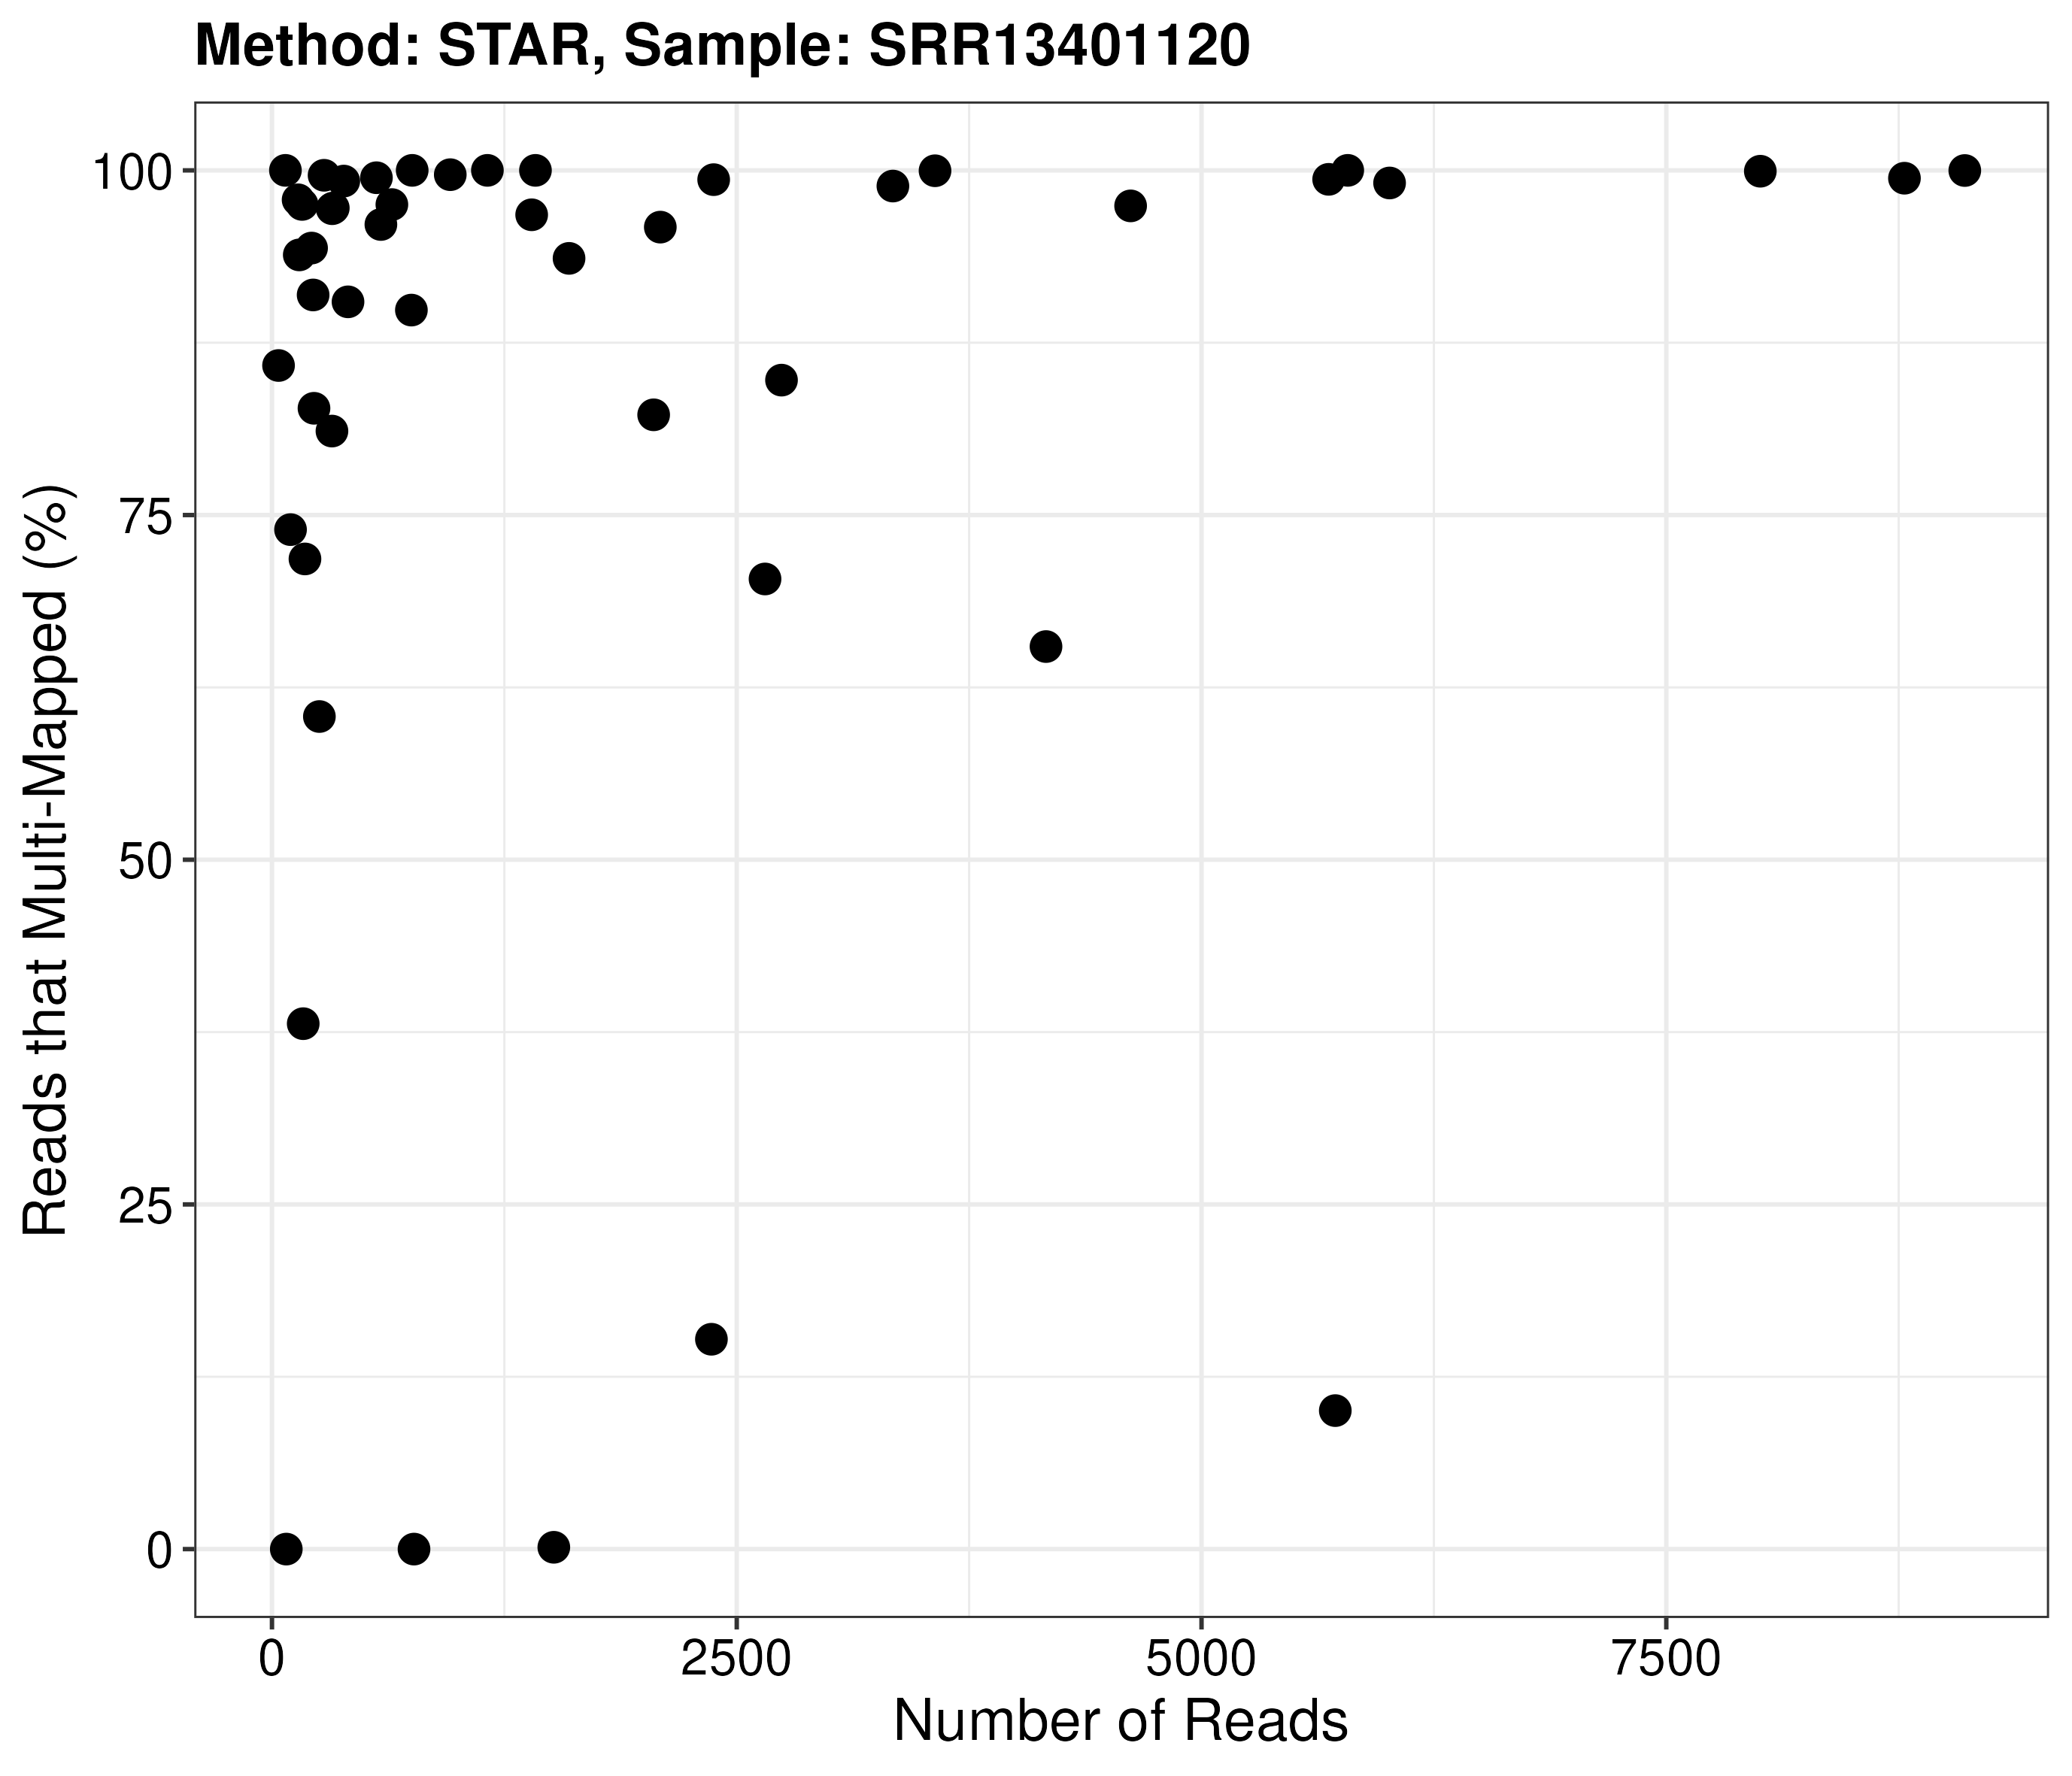 Method: STAR, Sample: SRR13401120
Reads that Multi-Mapped (%)
100
75
50
25
0
0 2500 5000 7500
Number of Reads